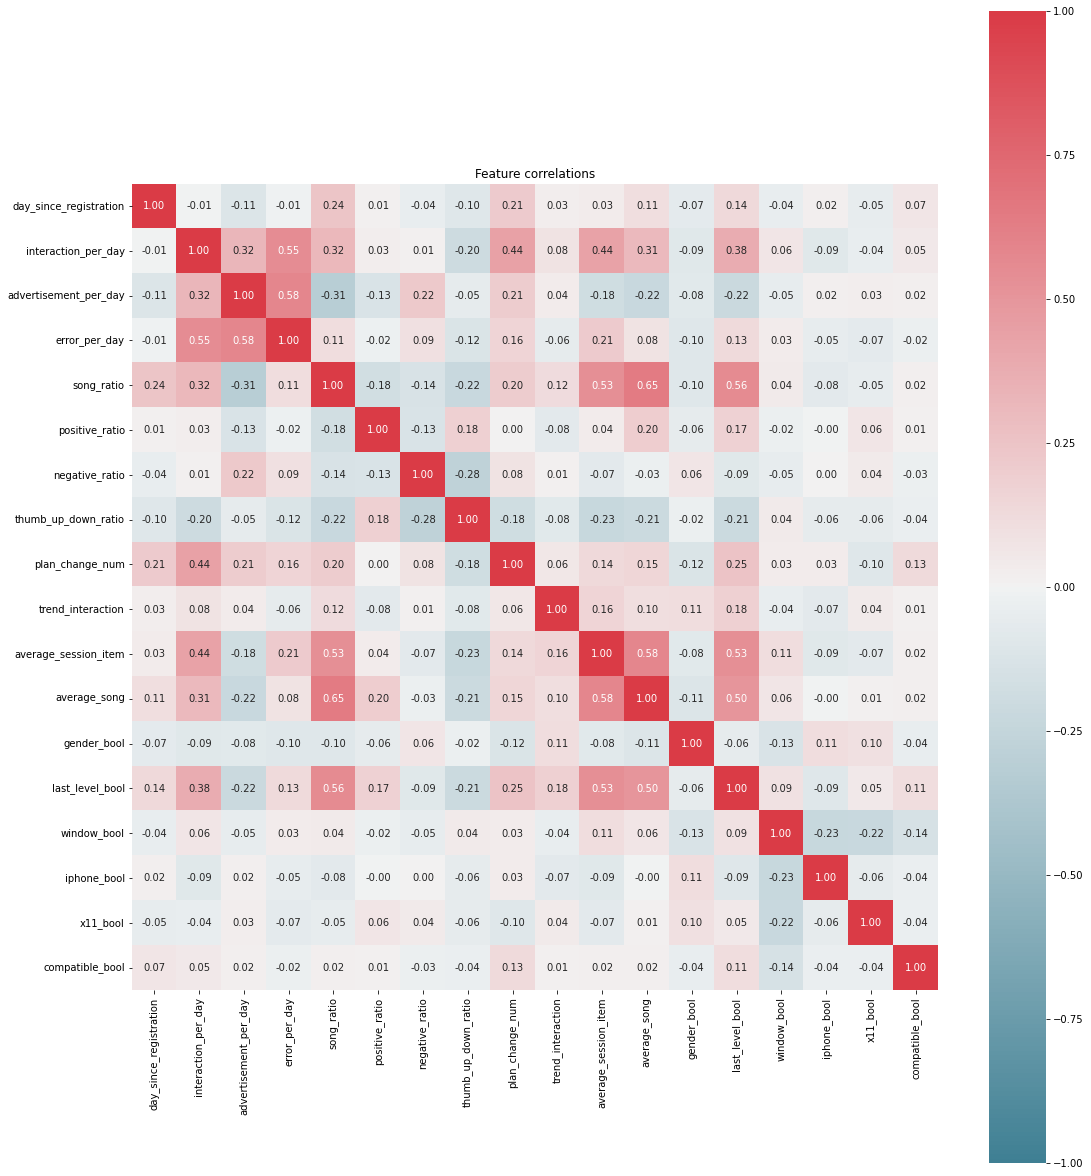 Feature correlations
1.00
0.75
0.50
0.25
0.00
−0.25
−0.50
−0.75
−1.00
day_since_registration 1.00 -0.01 -0.11 -0.01 0.24 0.01 -0.04 -0.10 0.21 0.03 0.03 0.11 -0.07 0.14 -0.04 0.02 -0.05 0.07
interaction_per_day -0.01 1.00 0.32 0.55 0.32 0.03 0.01 -0.20 0.44 0.08 0.44 0.31 -0.09 0.38 0.06 -0.09 -0.04 0.05
advertisement_per_day -0.11 0.32 1.00 0.58 -0.31 -0.13 0.22 -0.05 0.21 0.04 -0.18 -0.22 -0.08 -0.22 -0.05 0.02 0.03 0.02
error_per_day -0.01 0.55 0.58 1.00 0.11 -0.02 0.09 -0.12 0.16 -0.06 0.21 0.08 -0.10 0.13 0.03 -0.05 -0.07 -0.02
song_ratio 0.24 0.32 -0.31 0.11 1.00 -0.18 -0.14 -0.22 0.20 0.12 0.53 0.65 -0.10 0.56 0.04 -0.08 -0.05 0.02
positive_ratio 0.01 0.03 -0.13 -0.02 -0.18 1.00 -0.13 0.18 0.00 -0.08 0.04 0.20 -0.06 0.17 -0.02 -0.00 0.06 0.01
negative_ratio -0.04 0.01 0.22 0.09 -0.14 -0.13 1.00 -0.28 0.08 0.01 -0.07 -0.03 0.06 -0.09 -0.05 0.00 0.04 -0.03
thumb_up_down_ratio -0.10 -0.20 -0.05 -0.12 -0.22 0.18 -0.28 1.00 -0.18 -0.08 -0.23 -0.21 -0.02 -0.21 0.04 -0.06 -0.06 -0.04
plan_change_num 0.21 0.44 0.21 0.16 0.20 0.00 0.08 -0.18 1.00 0.06 0.14 0.15 -0.12 0.25 0.03 0.03 -0.10 0.13
trend_interaction 0.03 0.08 0.04 -0.06 0.12 -0.08 0.01 -0.08 0.06 1.00 0.16 0.10 0.11 0.18 -0.04 -0.07 0.04 0.01
average_session_item 0.03 0.44 -0.18 0.21 0.53 0.04 -0.07 -0.23 0.14 0.16 1.00 0.58 -0.08 0.53 0.11 -0.09 -0.07 0.02
average_song 0.11 0.31 -0.22 0.08 0.65 0.20 -0.03 -0.21 0.15 0.10 0.58 1.00 -0.11 0.50 0.06 -0.00 0.01 0.02
gender_bool -0.07 -0.09 -0.08 -0.10 -0.10 -0.06 0.06 -0.02 -0.12 0.11 -0.08 -0.11 1.00 -0.06 -0.13 0.11 0.10 -0.04
last_level_bool 0.14 0.38 -0.22 0.13 0.56 0.17 -0.09 -0.21 0.25 0.18 0.53 0.50 -0.06 1.00 0.09 -0.09 0.05 0.11
window_bool -0.04 0.06 -0.05 0.03 0.04 -0.02 -0.05 0.04 0.03 -0.04 0.11 0.06 -0.13 0.09 1.00 -0.23 -0.22 -0.14
iphone_bool 0.02 -0.09 0.02 -0.05 -0.08 -0.00 0.00 -0.06 0.03 -0.07 -0.09 -0.00 0.11 -0.09 -0.23 1.00 -0.06 -0.04
x11_bool -0.05 -0.04 0.03 -0.07 -0.05 0.06 0.04 -0.06 -0.10 0.04 -0.07 0.01 0.10 0.05 -0.22 -0.06 1.00 -0.04
compatible_bool 0.07 0.05 0.02 -0.02 0.02 0.01 -0.03 -0.04 0.13 0.01 0.02 0.02 -0.04 0.11 -0.14 -0.04 -0.04 1.00
day_since_registration
interaction_per_day
advertisement_per_day
error_per_day
song_ratio
positive_ratio
negative_ratio
thumb_up_down_ratio
plan_change_num
trend_interaction
average_session_item
average_song
gender_bool
last_level_bool
window_bool
iphone_bool
x11_bool
compatible_bool